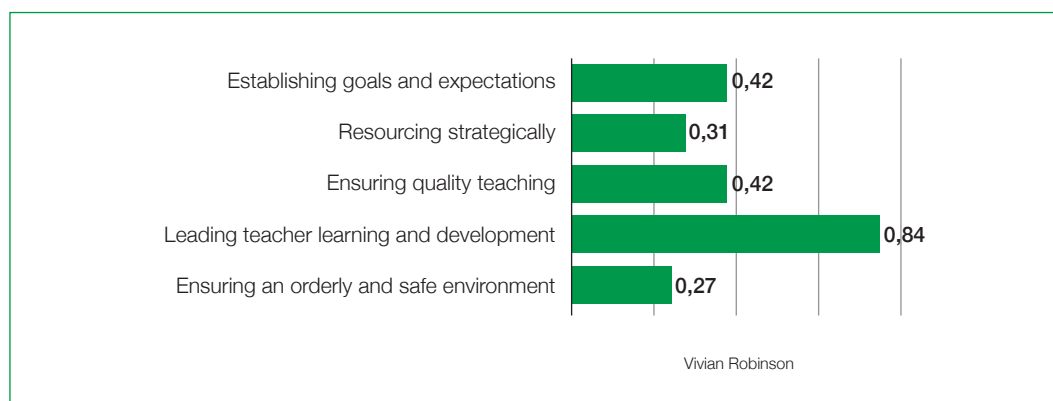 Establishing goals and expectations 0,42
Resourcing strategically 0,31
Ensuring quality teaching 0,42
Leading teacher learning and development 0,84
Ensuring an orderly and safe environment 0,27
Vivian Robinson